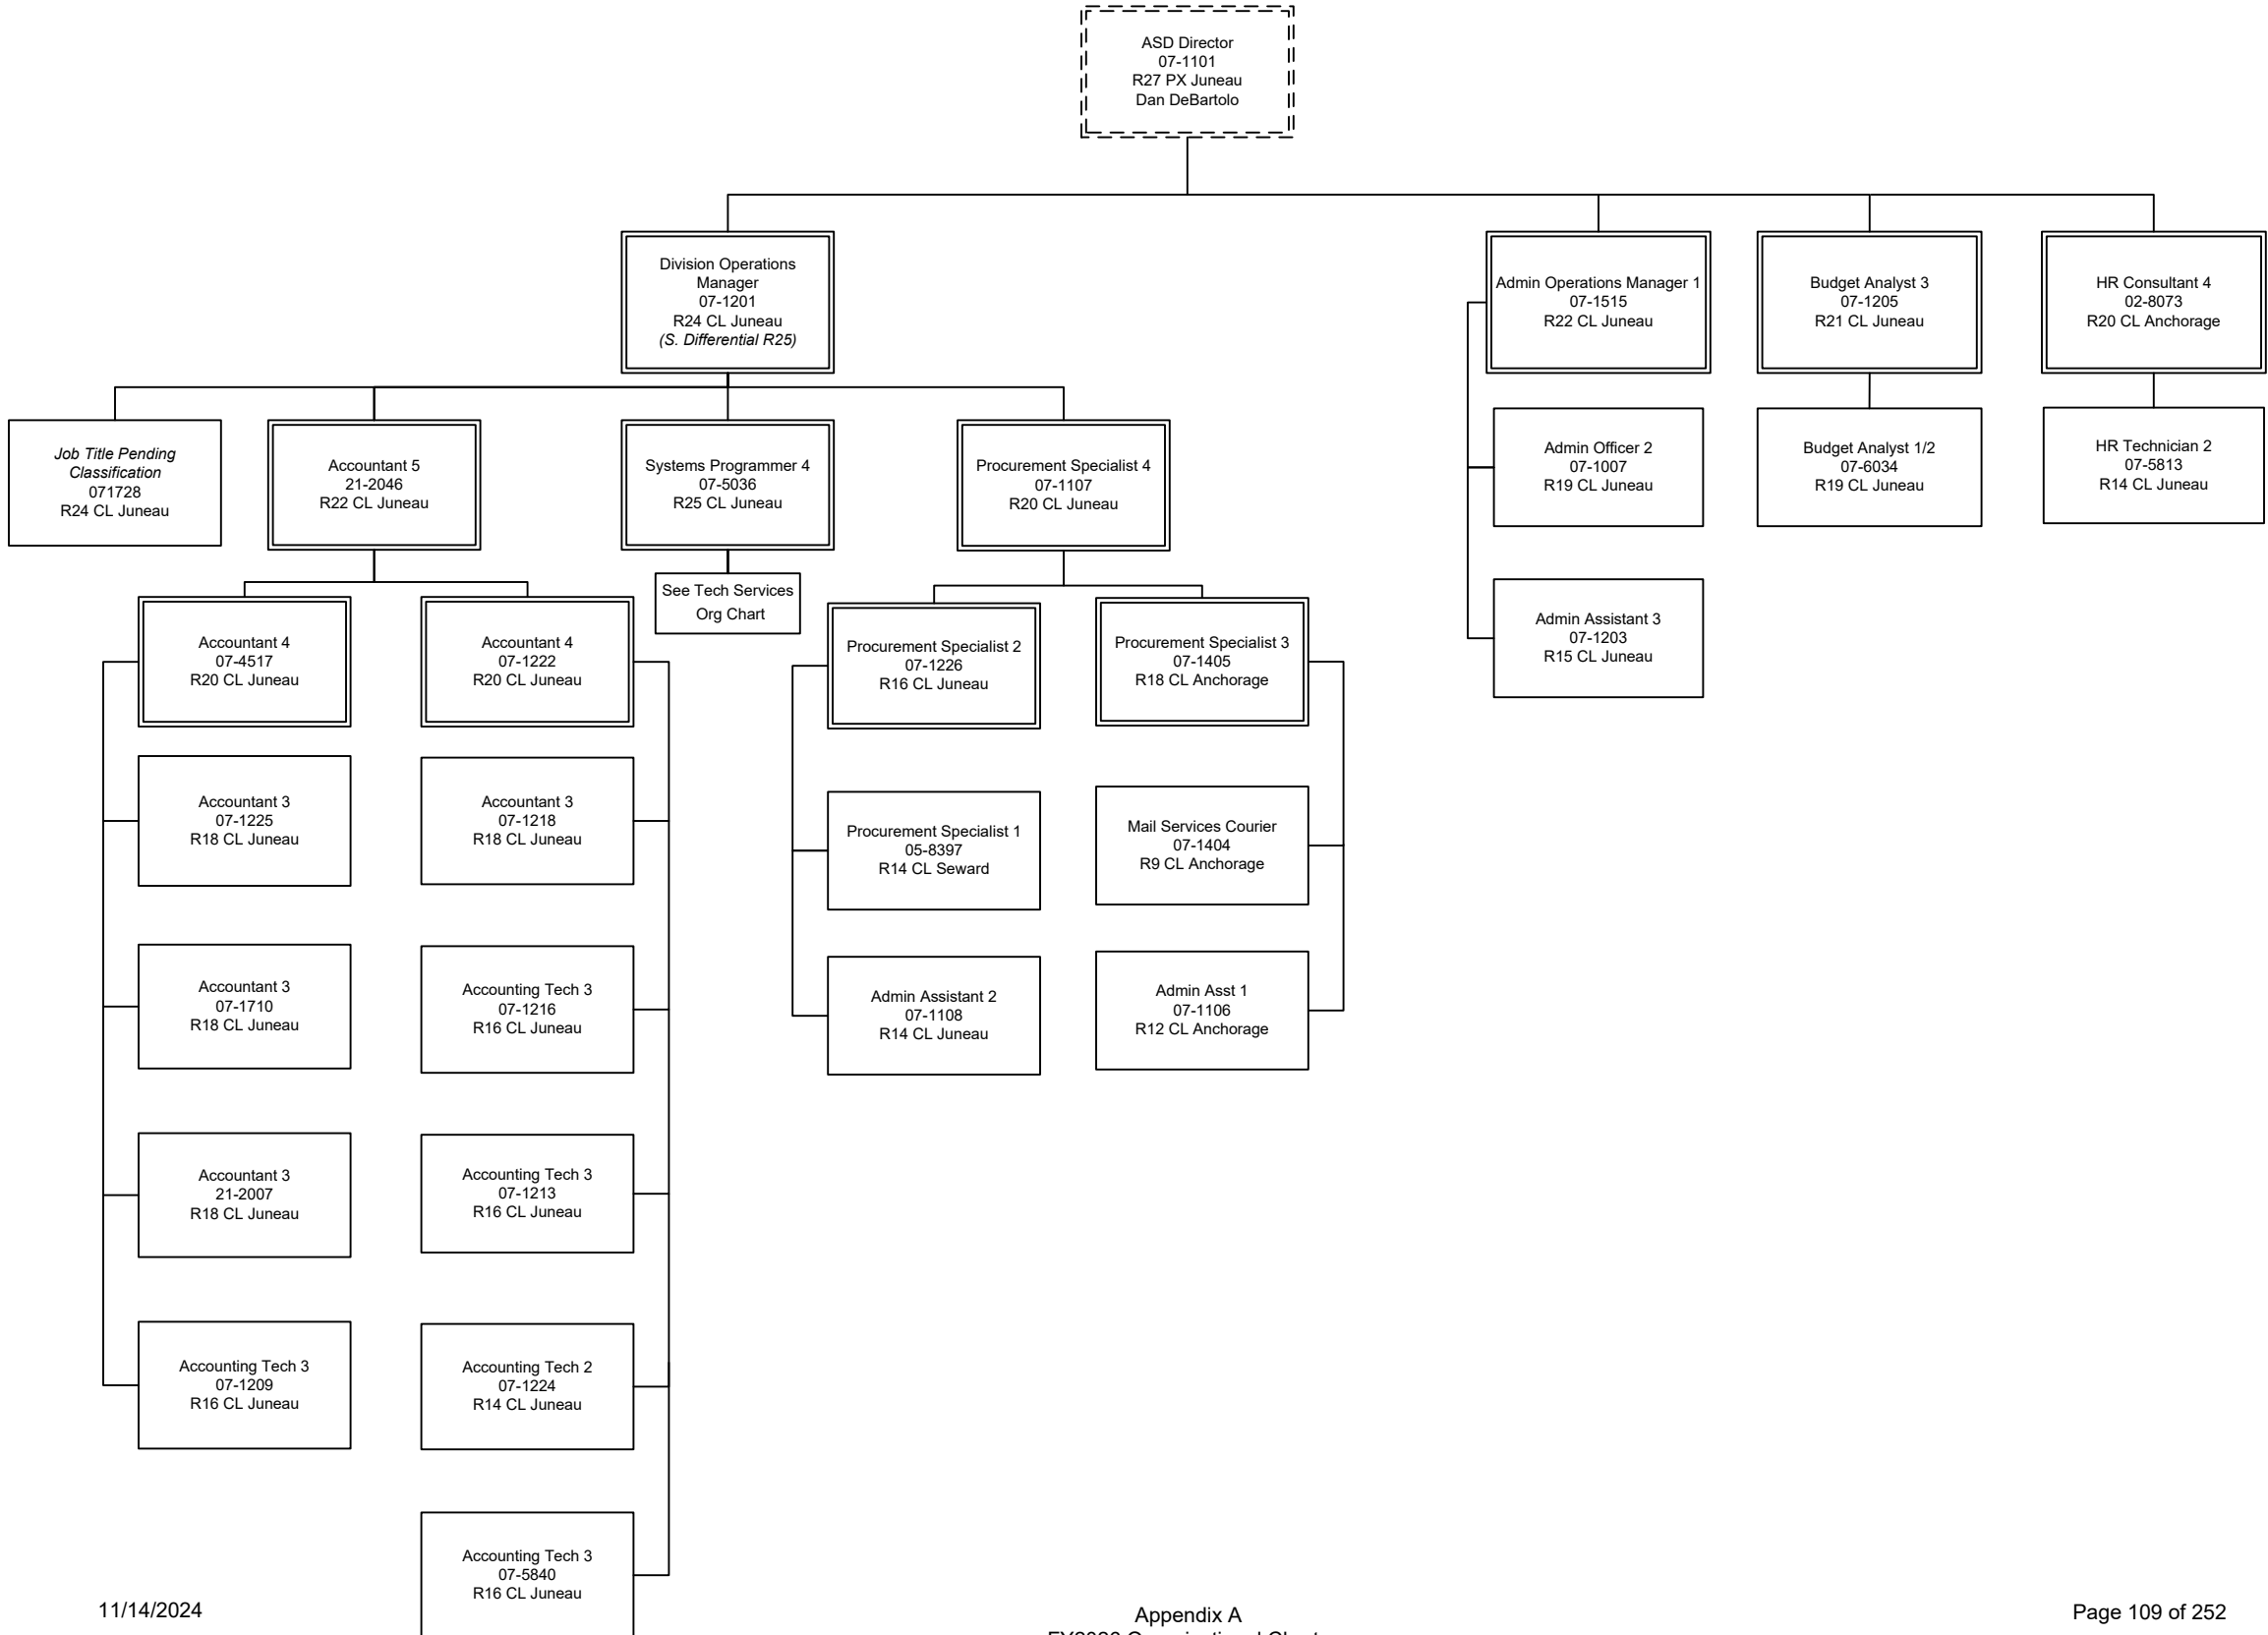 ASD Director
07-1101
R27 PX Juneau
Dan DeBartolo
Division Operations
Manager
07-1201
R24 CL Juneau
(S. Differential R25)
Admin Operations Manager 1
07-1515
R22 CL Juneau
Budget Analyst 3
07-1205
R21 CL Juneau
HR Consultant 4
02-8073
R20 CL Anchorage
Job Title Pending
Classification
071728
R24 CL Juneau
Accountant 5
21-2046
R22 CL Juneau
Systems Programmer 4
07-5036
R25 CL Juneau
Procurement Specialist 4
07-1107
R20 CL Juneau
Admin Officer 2
07-1007
R19 CL Juneau
Budget Analyst 1/2
07-6034
R19 CL Juneau
HR Technician 2
07-5813
R14 CL Juneau
See Tech Services
Org Chart
Accountant 4
07-4517
R20 CL Juneau
Accountant 4
07-1222
R20 CL Juneau
Procurement Specialist 2
07-1226
R16 CL Juneau
Procurement Specialist 3
07-1405
R18 CL Anchorage
Admin Assistant 3
07-1203
R15 CL Juneau
Accountant 3
07-1225
R18 CL Juneau
Accountant 3
07-1218
R18 CL Juneau
Procurement Specialist 1
05-8397
R14 CL Seward
Mail Services Courier
07-1404
R9 CL Anchorage
Accountant 3
07-1710
R18 CL Juneau
Accounting Tech 3
07-1216
R16 CL Juneau
Admin Assistant 2
07-1108
R14 CL Juneau
Admin Asst 1
07-1106
R12 CL Anchorage
Accountant 3
21-2007
R18 CL Juneau
Accounting Tech 3
07-1213
R16 CL Juneau
Accounting Tech 3
07-1209
R16 CL Juneau
Accounting Tech 2
07-1224
R14 CL Juneau
Accounting Tech 3
07-5840
R16 CL Juneau
11/14/2024
Appendix A
Page 109 of 252